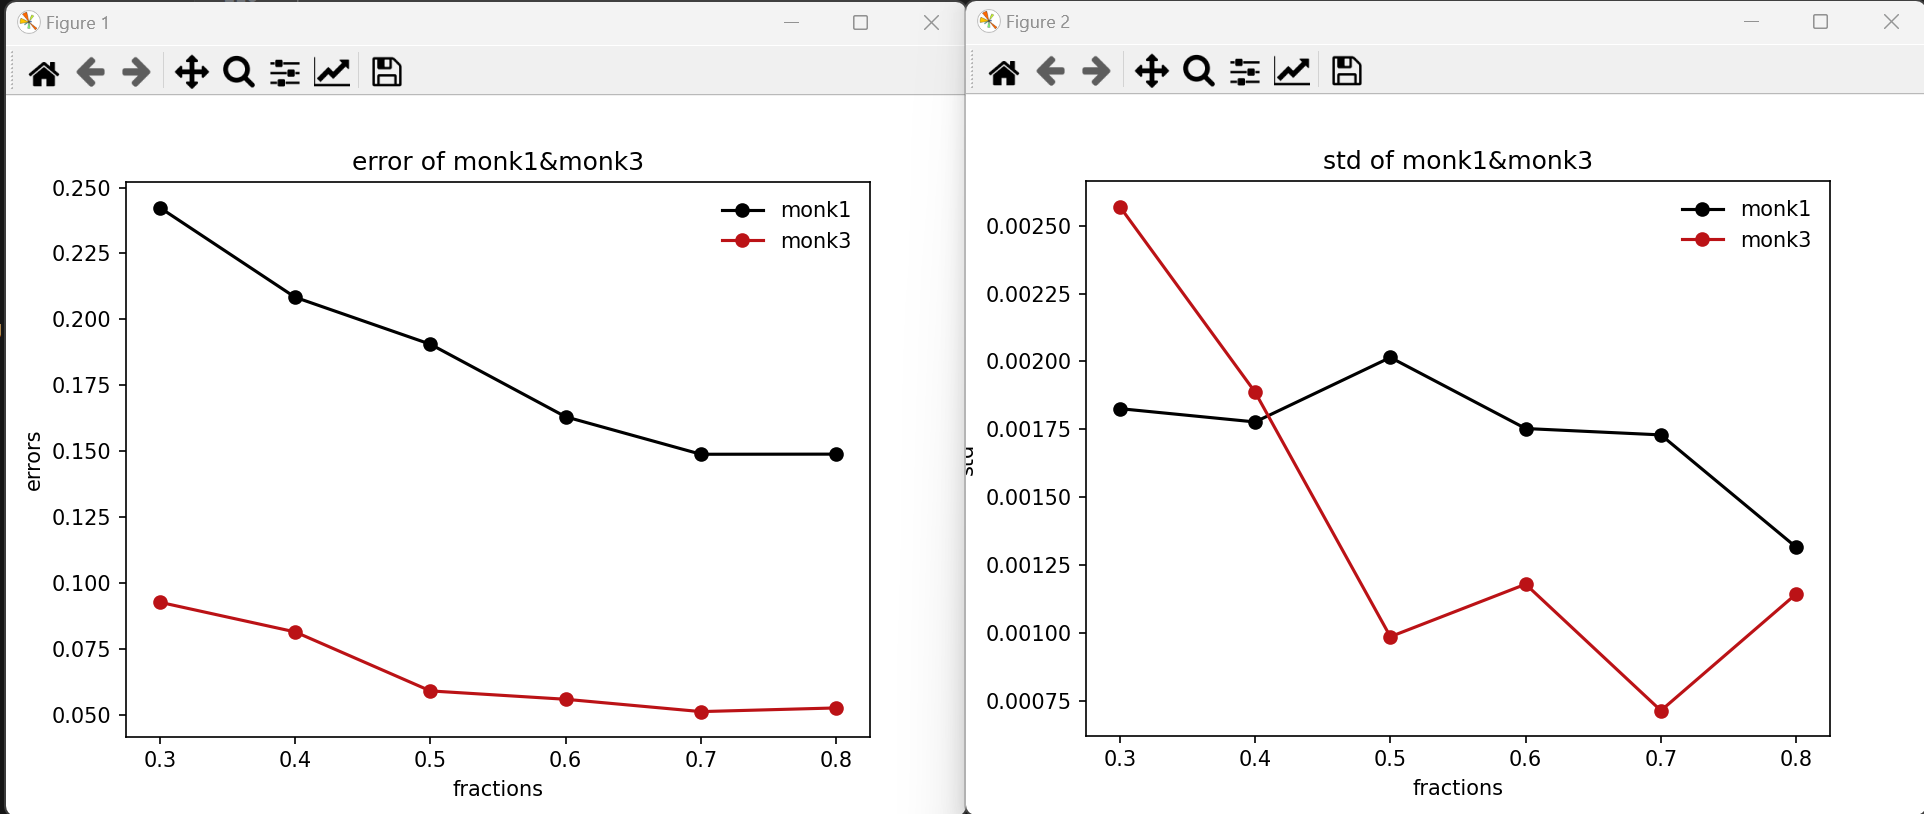 Figure 1
error of monk1&monk3
monk1
monk3
0.250
0.225
0.200
0.175
0.150
0.125
0.100
0.075
0.050
errors
0.3 0.4 0.5 0.6 0.7 0.8
fractions
Figure 2
std of monk1&monk3
monk1
monk3
0.00250
0.00225
0.00200
0.00175
0.00150
0.00125
0.00100
0.00075
std
0.3 0.4 0.5 0.6 0.7 0.8
fractions